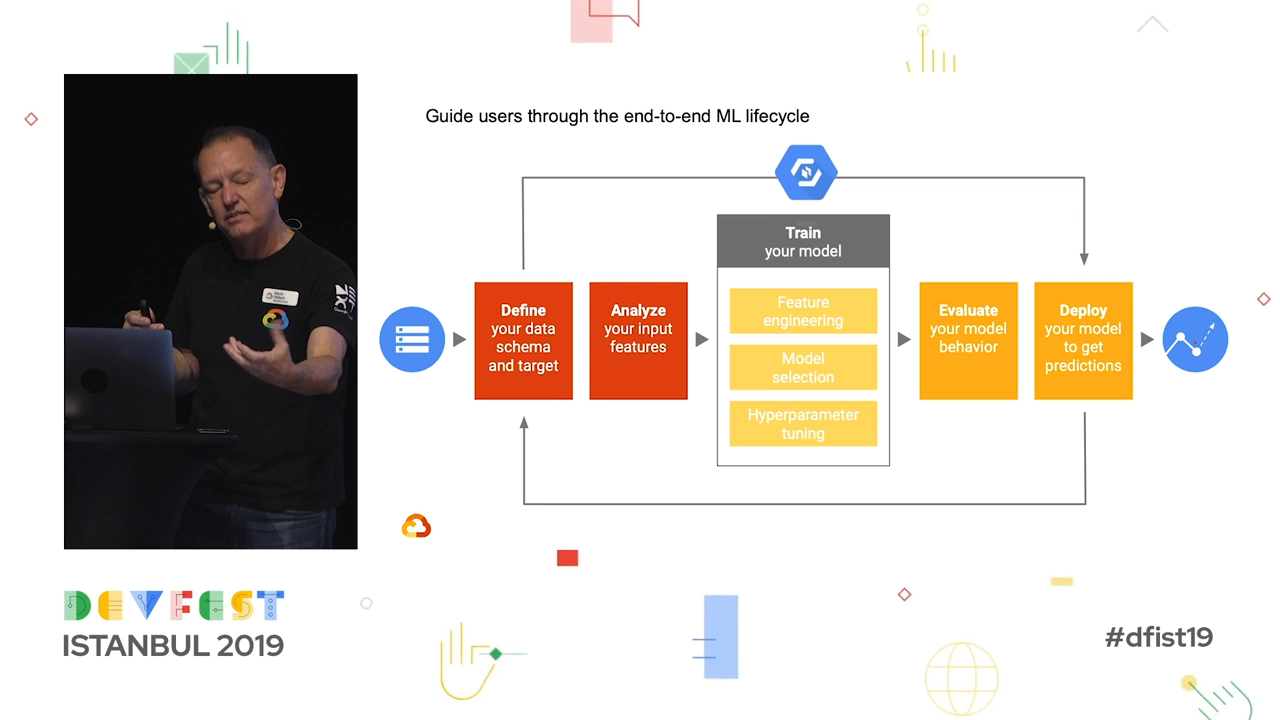 Guide users through the end-to-end ML lifecycle
Train
your model
Define
your data
schema
and target
Analyze
your input
features
Feature
engineering
Model
selection
Hyperparameter
tuning
Evaluate
your model
behavior
Deploy
your model
to get
predictions
DEVFEST
ISTANBUL 2019
#dfist19